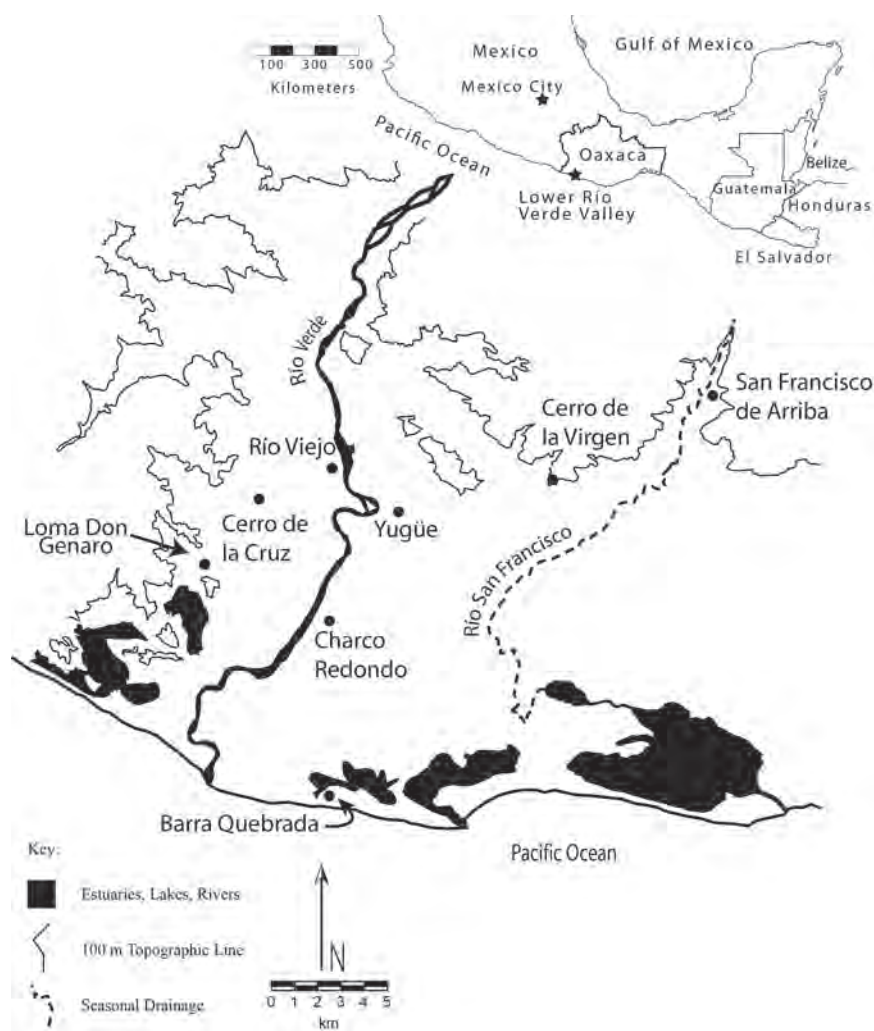 100 300 500
Kilometers
Mexico
Gulf of Mexico
Mexico City
Pacific Ocean
Oaxaca
Belize
Guatemala
Honduras
Lower Río
Verde Valley
El Salvador
Río Verde
San Francisco
de Arriba
Cerro de
la Virgen
Río Viejo
Loma Don
Genaro
Cerro de
la Cruz
Yugüe
Río San Francisco
Charco
Redondo
Barra Quebrada
Pacific Ocean
Key:
Estuaries, Lakes, Rivers
100 m Topographic Line
Seasonal Drainage
N
0 1 2 3 4 5
km